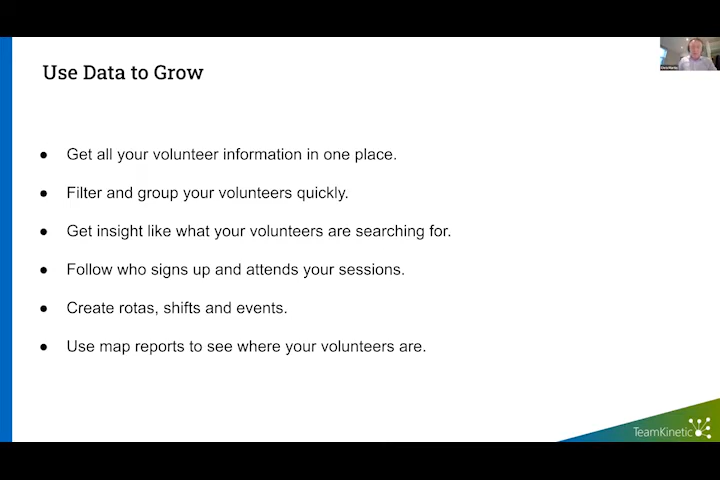 Use Data to Grow
● Get all your volunteer information in one place.
● Filter and group your volunteers quickly.
● Get insight like what your volunteers are searching for.
● Follow who signs up and attends your sessions.
● Create rotas, shifts and events.
● Use map reports to see where your volunteers are.
TeamKinetic